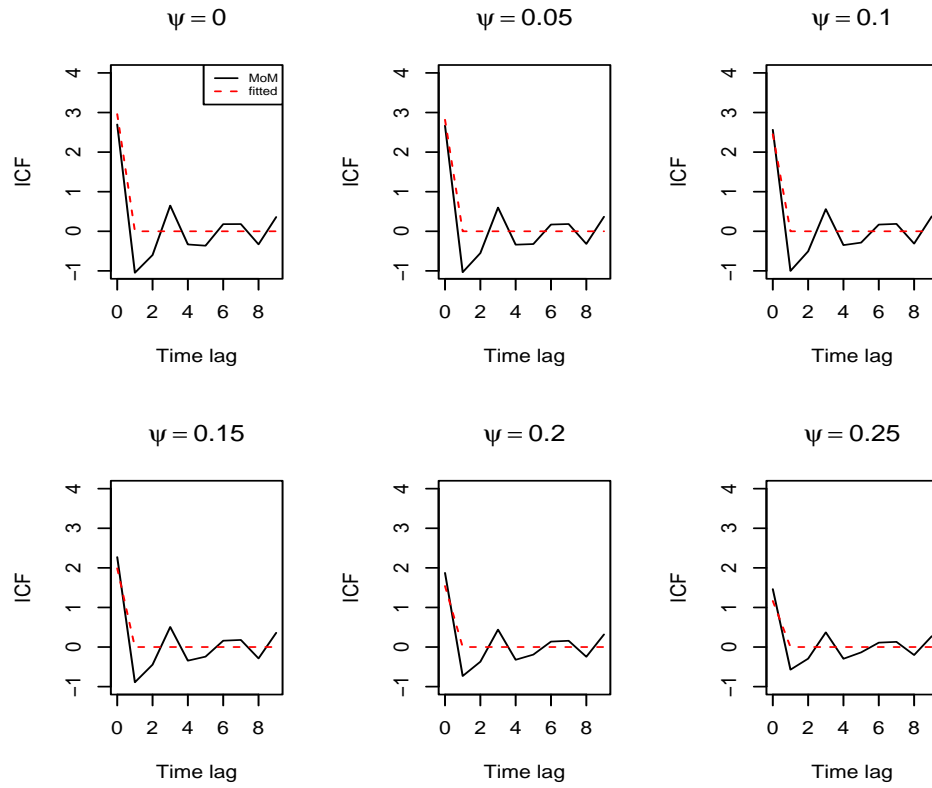 ψ = 0
ψ = 0.05
ψ = 0.1
ICF
4
3
2
1
0
−1
MoM
fitted
0 2 4 6 8
Time lag
ICF
4
3
2
1
0
−1
0 2 4 6 8
Time lag
ICF
4
3
2
1
0
−1
0 2 4 6 8
Time lag
ψ = 0.15
ψ = 0.2
ψ = 0.25
ICF
4
3
2
1
0
−1
0 2 4 6 8
Time lag
ICF
4
3
2
1
0
−1
0 2 4 6 8
Time lag
ICF
4
3
2
1
0
−1
0 2 4 6 8
Time lag